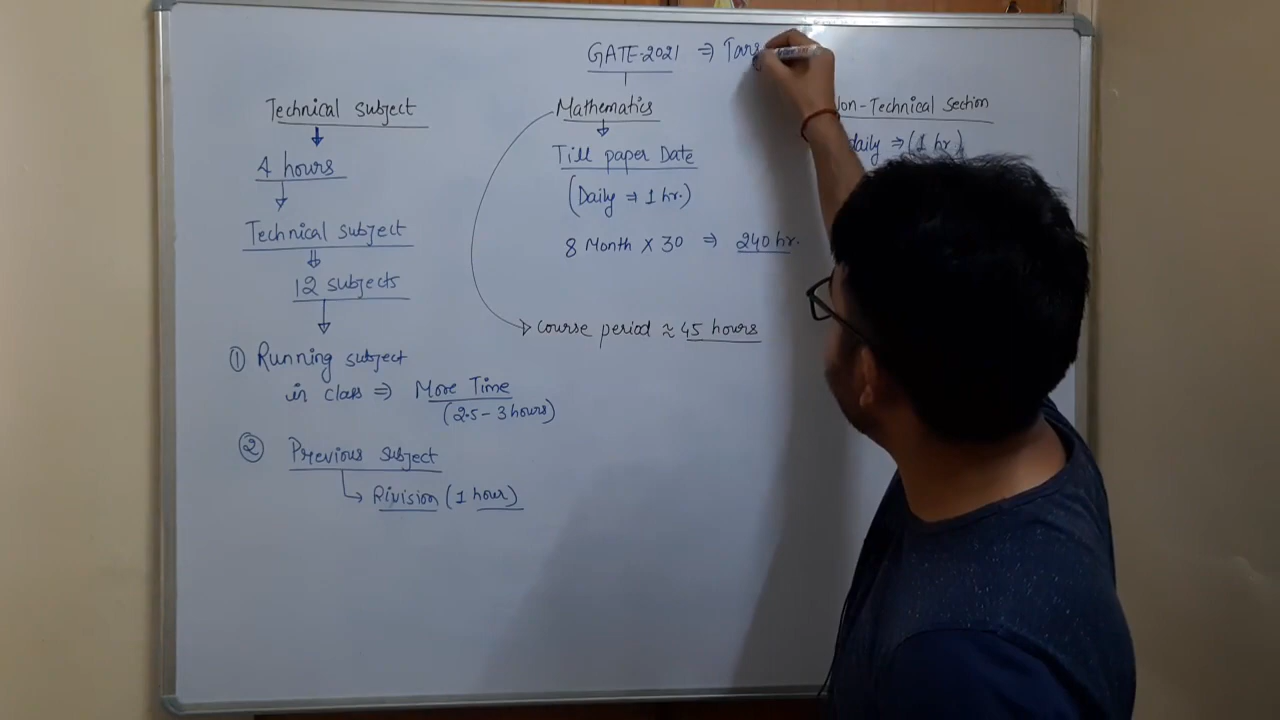 GATE-2021 ⇒ Targ
Technical subject
4 hours
Technical subject
12 subjects
① Running subject
in class ⇒ More Time
(2.5 - 3 hours)
② Previous subject
Rivision (1 hour)
Mathematics
Till paper Date
(Daily ⇒ 1 hr.)
8 Month x 30 ⇒ 240 hr.
Course period ≈ 45 hours
on-Technical Section
daily ⇒ (1 hr)